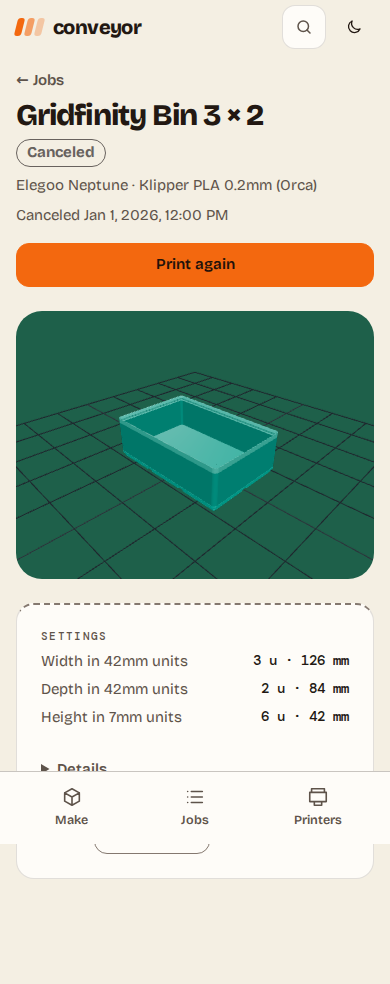 conveyor
← Jobs
Gridfinity Bin 3 × 2
Canceled
Elegoo Neptune · Klipper PLA 0.2mm (Orca)
Canceled Jan 1, 2026, 12:00 PM
Print again
SETTINGS
Width in 42mm units 3 u · 126 mm
Depth in 42mm units 2 u · 84 mm
Height in 7mm units 6 u · 42 mm
Details
Make Jobs Printers